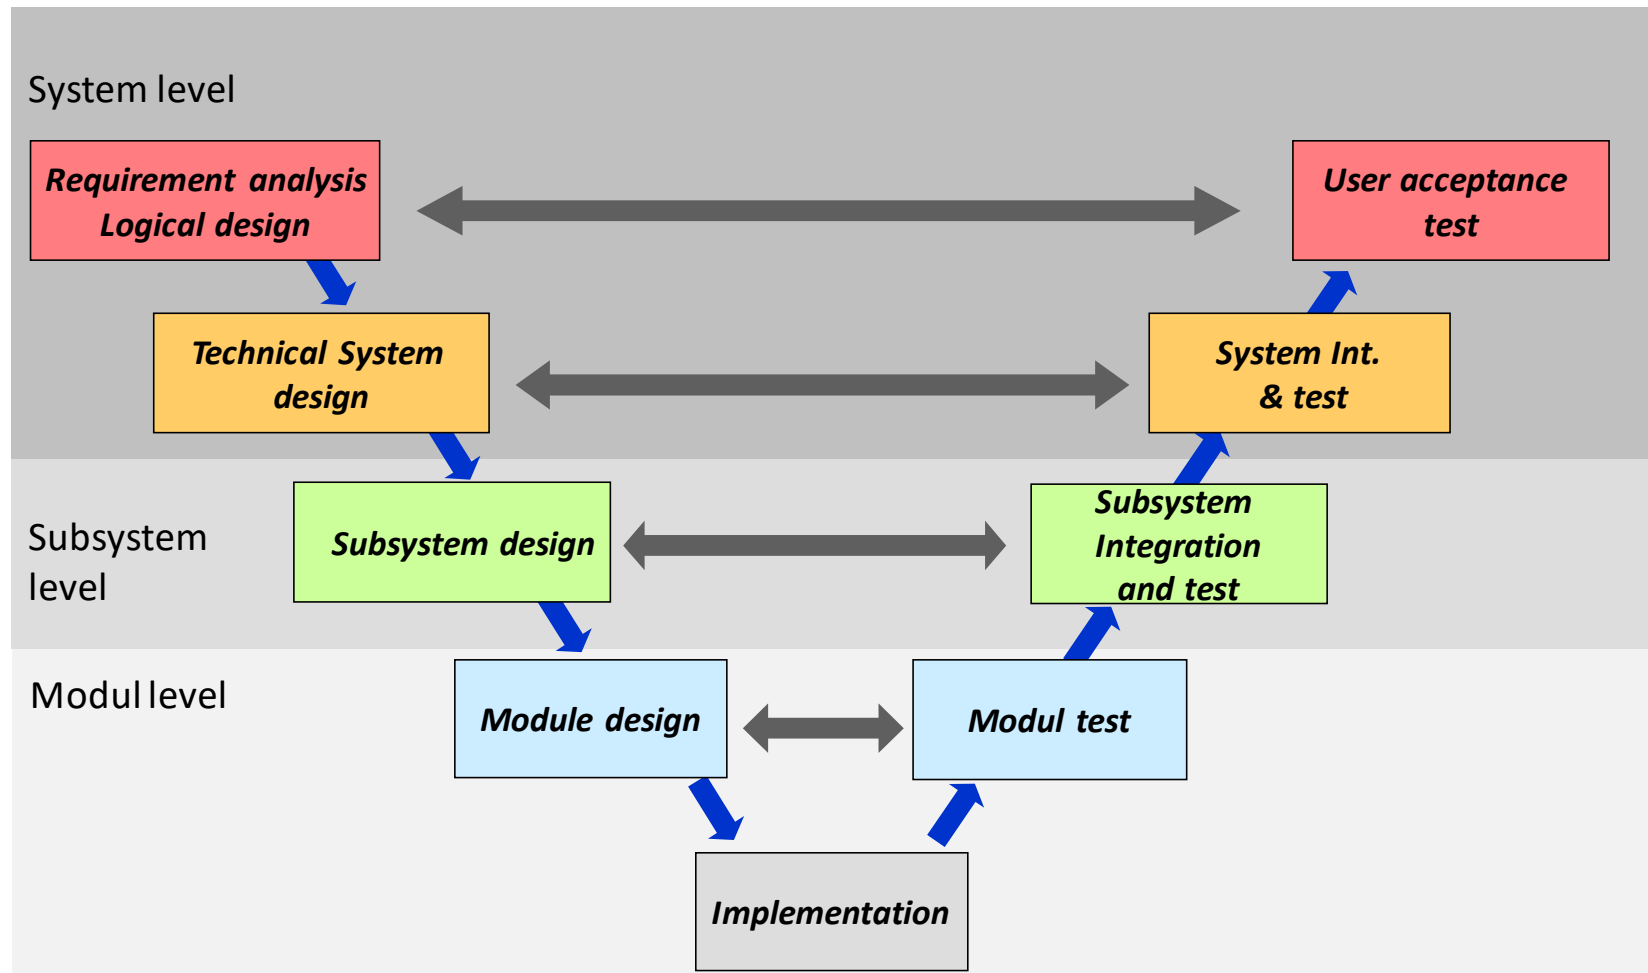 System level
Requirement analysis
Logical design
User acceptance
test
Technical System
design
System Int.
& test
Subsystem
level
Subsystem design
Subsystem
Integration
and test
Modul level
Module design
Modul test
Implementation